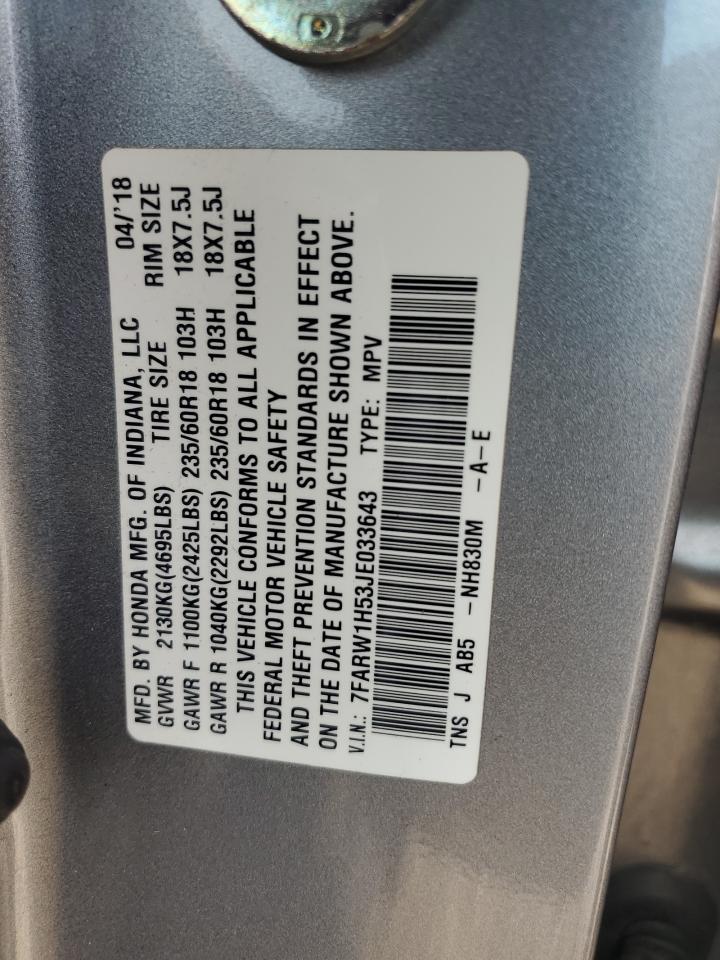 MFD. BY HONDA MFG. OF INDIANA, LLC 04/'18
GVWR 2130KG(4695LBS) TIRE SIZE RIM SIZE
GAWR F 1100KG(2425LBS) 235/60R18 103H 18X7.5J
GAWR R 1040KG(2292LBS) 235/60R18 103H 18X7.5J
THIS VEHICLE CONFORMS TO ALL APPLICABLE
FEDERAL MOTOR VEHICLE SAFETY
AND THEFT PREVENTION STANDARDS IN EFFECT
ON THE DATE OF MANUFACTURE SHOWN ABOVE.
V.I.N.: 7FARW1H53JE033643 TYPE: MPV
TNS J AB5 -NH830M -A-E